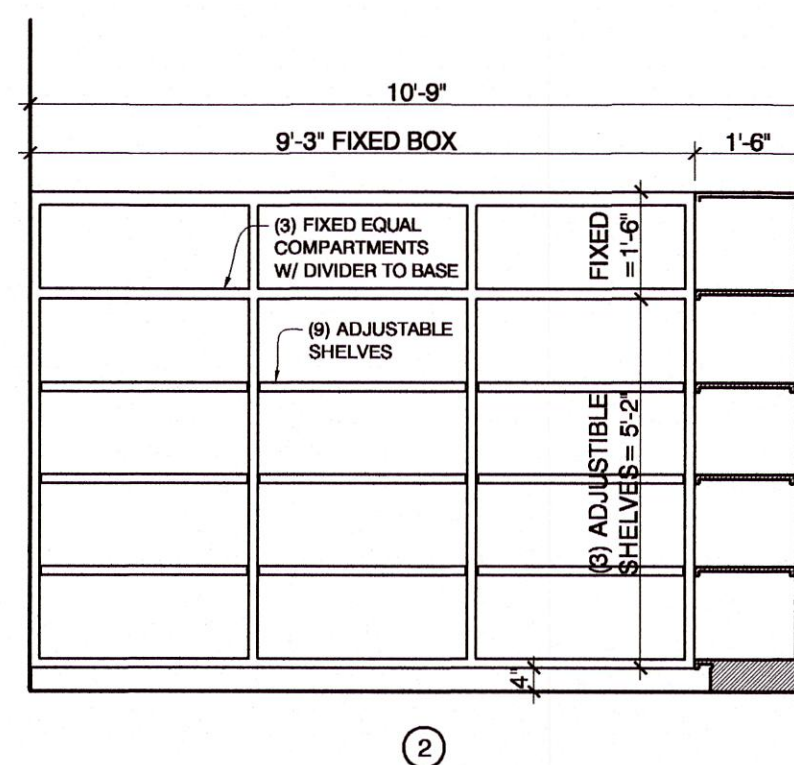 10'-9"
9'-3" FIXED BOX
1'-6"
(3) FIXED EQUAL
COMPARTMENTS
W/ DIVIDER TO BASE
FIXED
=1'-6"
(9) ADJUSTABLE
SHELVES
(3) ADJUSTIBLE
SHELVES= 5'-2"
4"
2